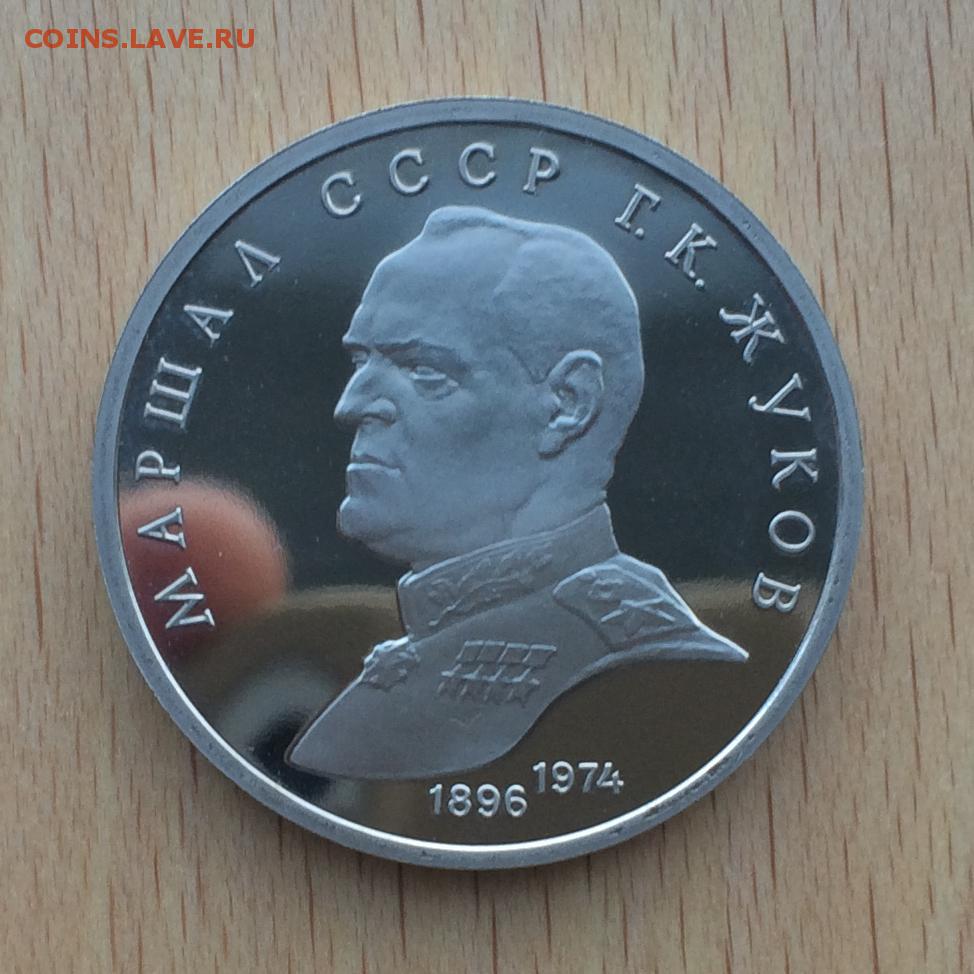 COINS.LAVE.RU
МАРШАЛ СССР Г.К.ЖУКОВ
1896 1974